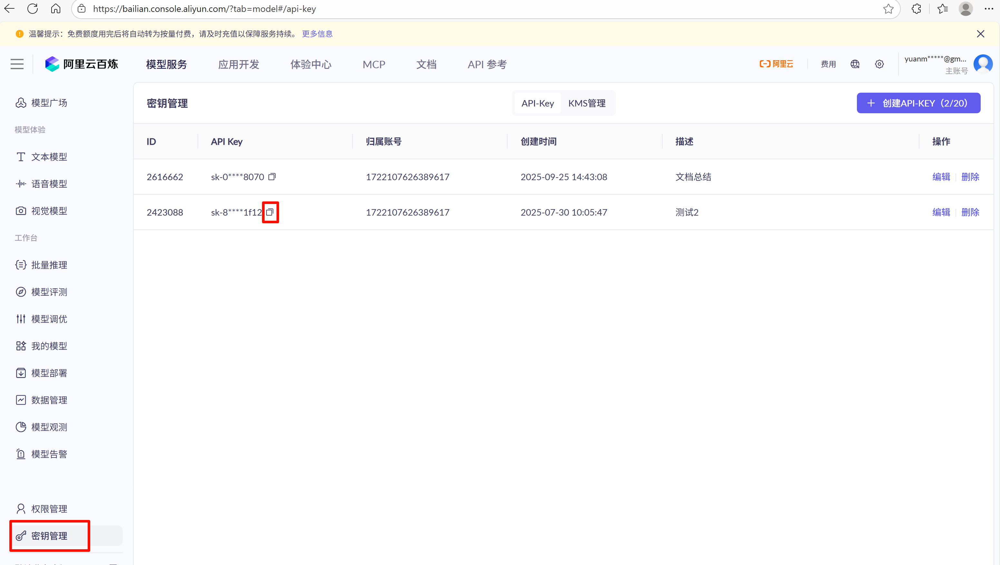 https://bailian.console.aliyun.com/?tab=model#/api-key
温馨提示：免费额度用完后将自动转为按量付费，请及时充值以保障服务持续。 更多信息
阿里云百炼 模型服务 应用开发 体验中心 MCP 文档 API 参考 阿里云 费用 yuanm*****@gm...
主账号
模型广场
模型体验
文本模型
语音模型
视觉模型
工作台
批量推理
模型评测
模型调优
我的模型
模型部署
数据管理
模型观测
模型告警
权限管理
密钥管理
密钥管理 API-Key KMS管理 + 创建API-KEY（2/20）
ID API Key 归属账号 创建时间 描述 操作
2616662 sk-0****8070 1722107626389617 2025-09-25 14:43:08 文档总结 编辑 删除
2423088 sk-8****1f12 1722107626389617 2025-07-30 10:05:47 测试2 编辑 删除